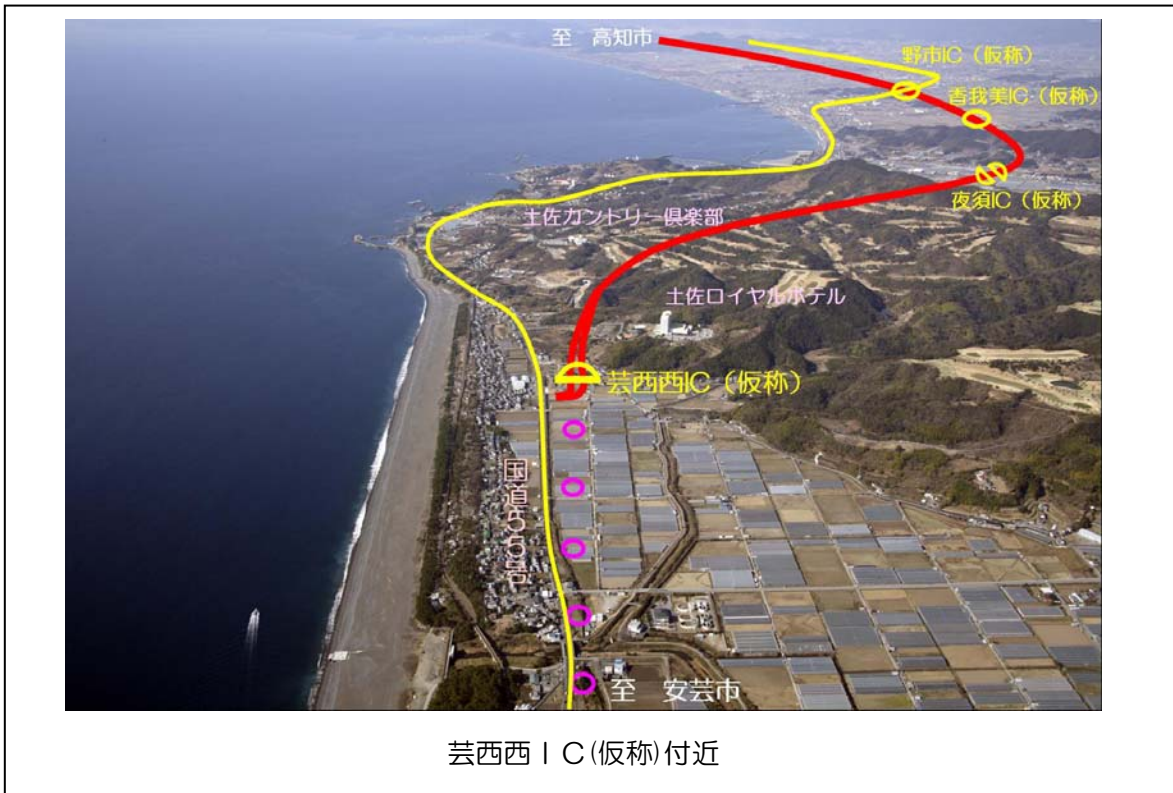 至　高知市
野市IC（仮称）
香我美IC（仮称）
夜須IC（仮称）
土佐カントリー倶楽部
土佐ロイヤルホテル
芸西西IC（仮称）
国道５５号
至　安芸市
芸西西ＩＣ(仮称)付近